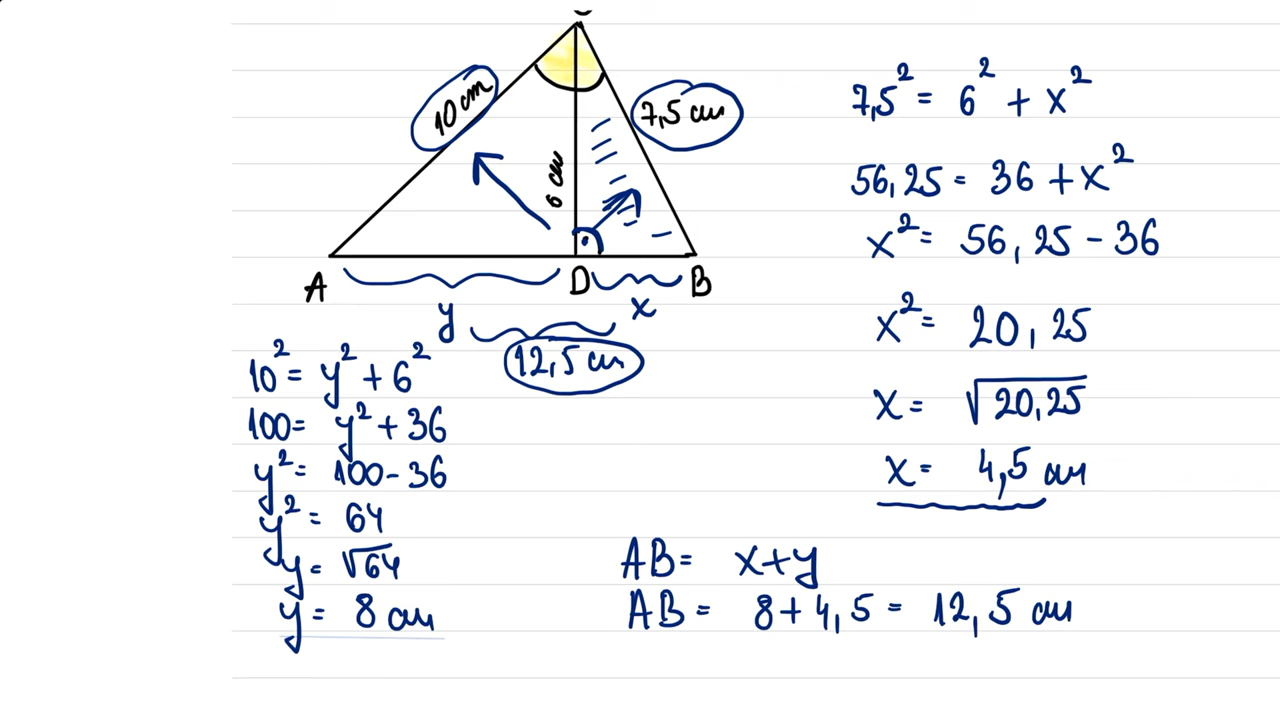 10 cm
7,5 cm
6 cm
A
D
B
y
x
12,5 cm
10² = y² + 6²
100 = y² + 36
y² = 100 - 36
y² = 64
y = √64
y = 8 cm
7,5² = 6² + x²
56,25 = 36 + x²
x² = 56,25 - 36
x² = 20,25
x = √20,25
x = 4,5 cm
AB = x+y
AB = 8 + 4,5 = 12,5 cm